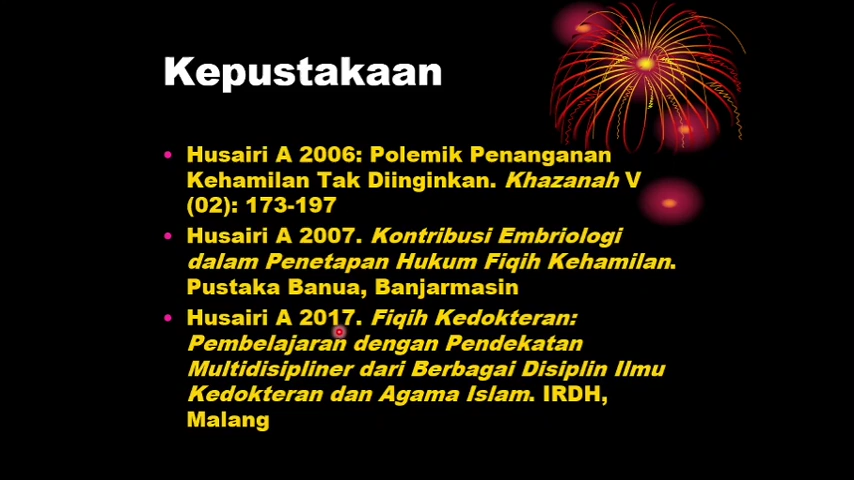 Kepustakaan
• Husairi A 2006: Polemik Penanganan
Kehamilan Tak Diinginkan. Khazanah V
(02): 173-197
• Husairi A 2007. Kontribusi Embriologi
dalam Penetapan Hukum Fiqih Kehamilan.
Pustaka Banua, Banjarmasin
• Husairi A 2017. Fiqih Kedokteran:
Pembelajaran dengan Pendekatan
Multidisipliner dari Berbagai Disiplin Ilmu
Kedokteran dan Agama Islam. IRDH,
Malang